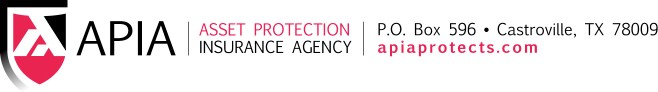 APIA
ASSET PROTECTION
INSURANCE AGENCY
P.O. Box 596 • Castroville, TX 78009
apiaprotects.com